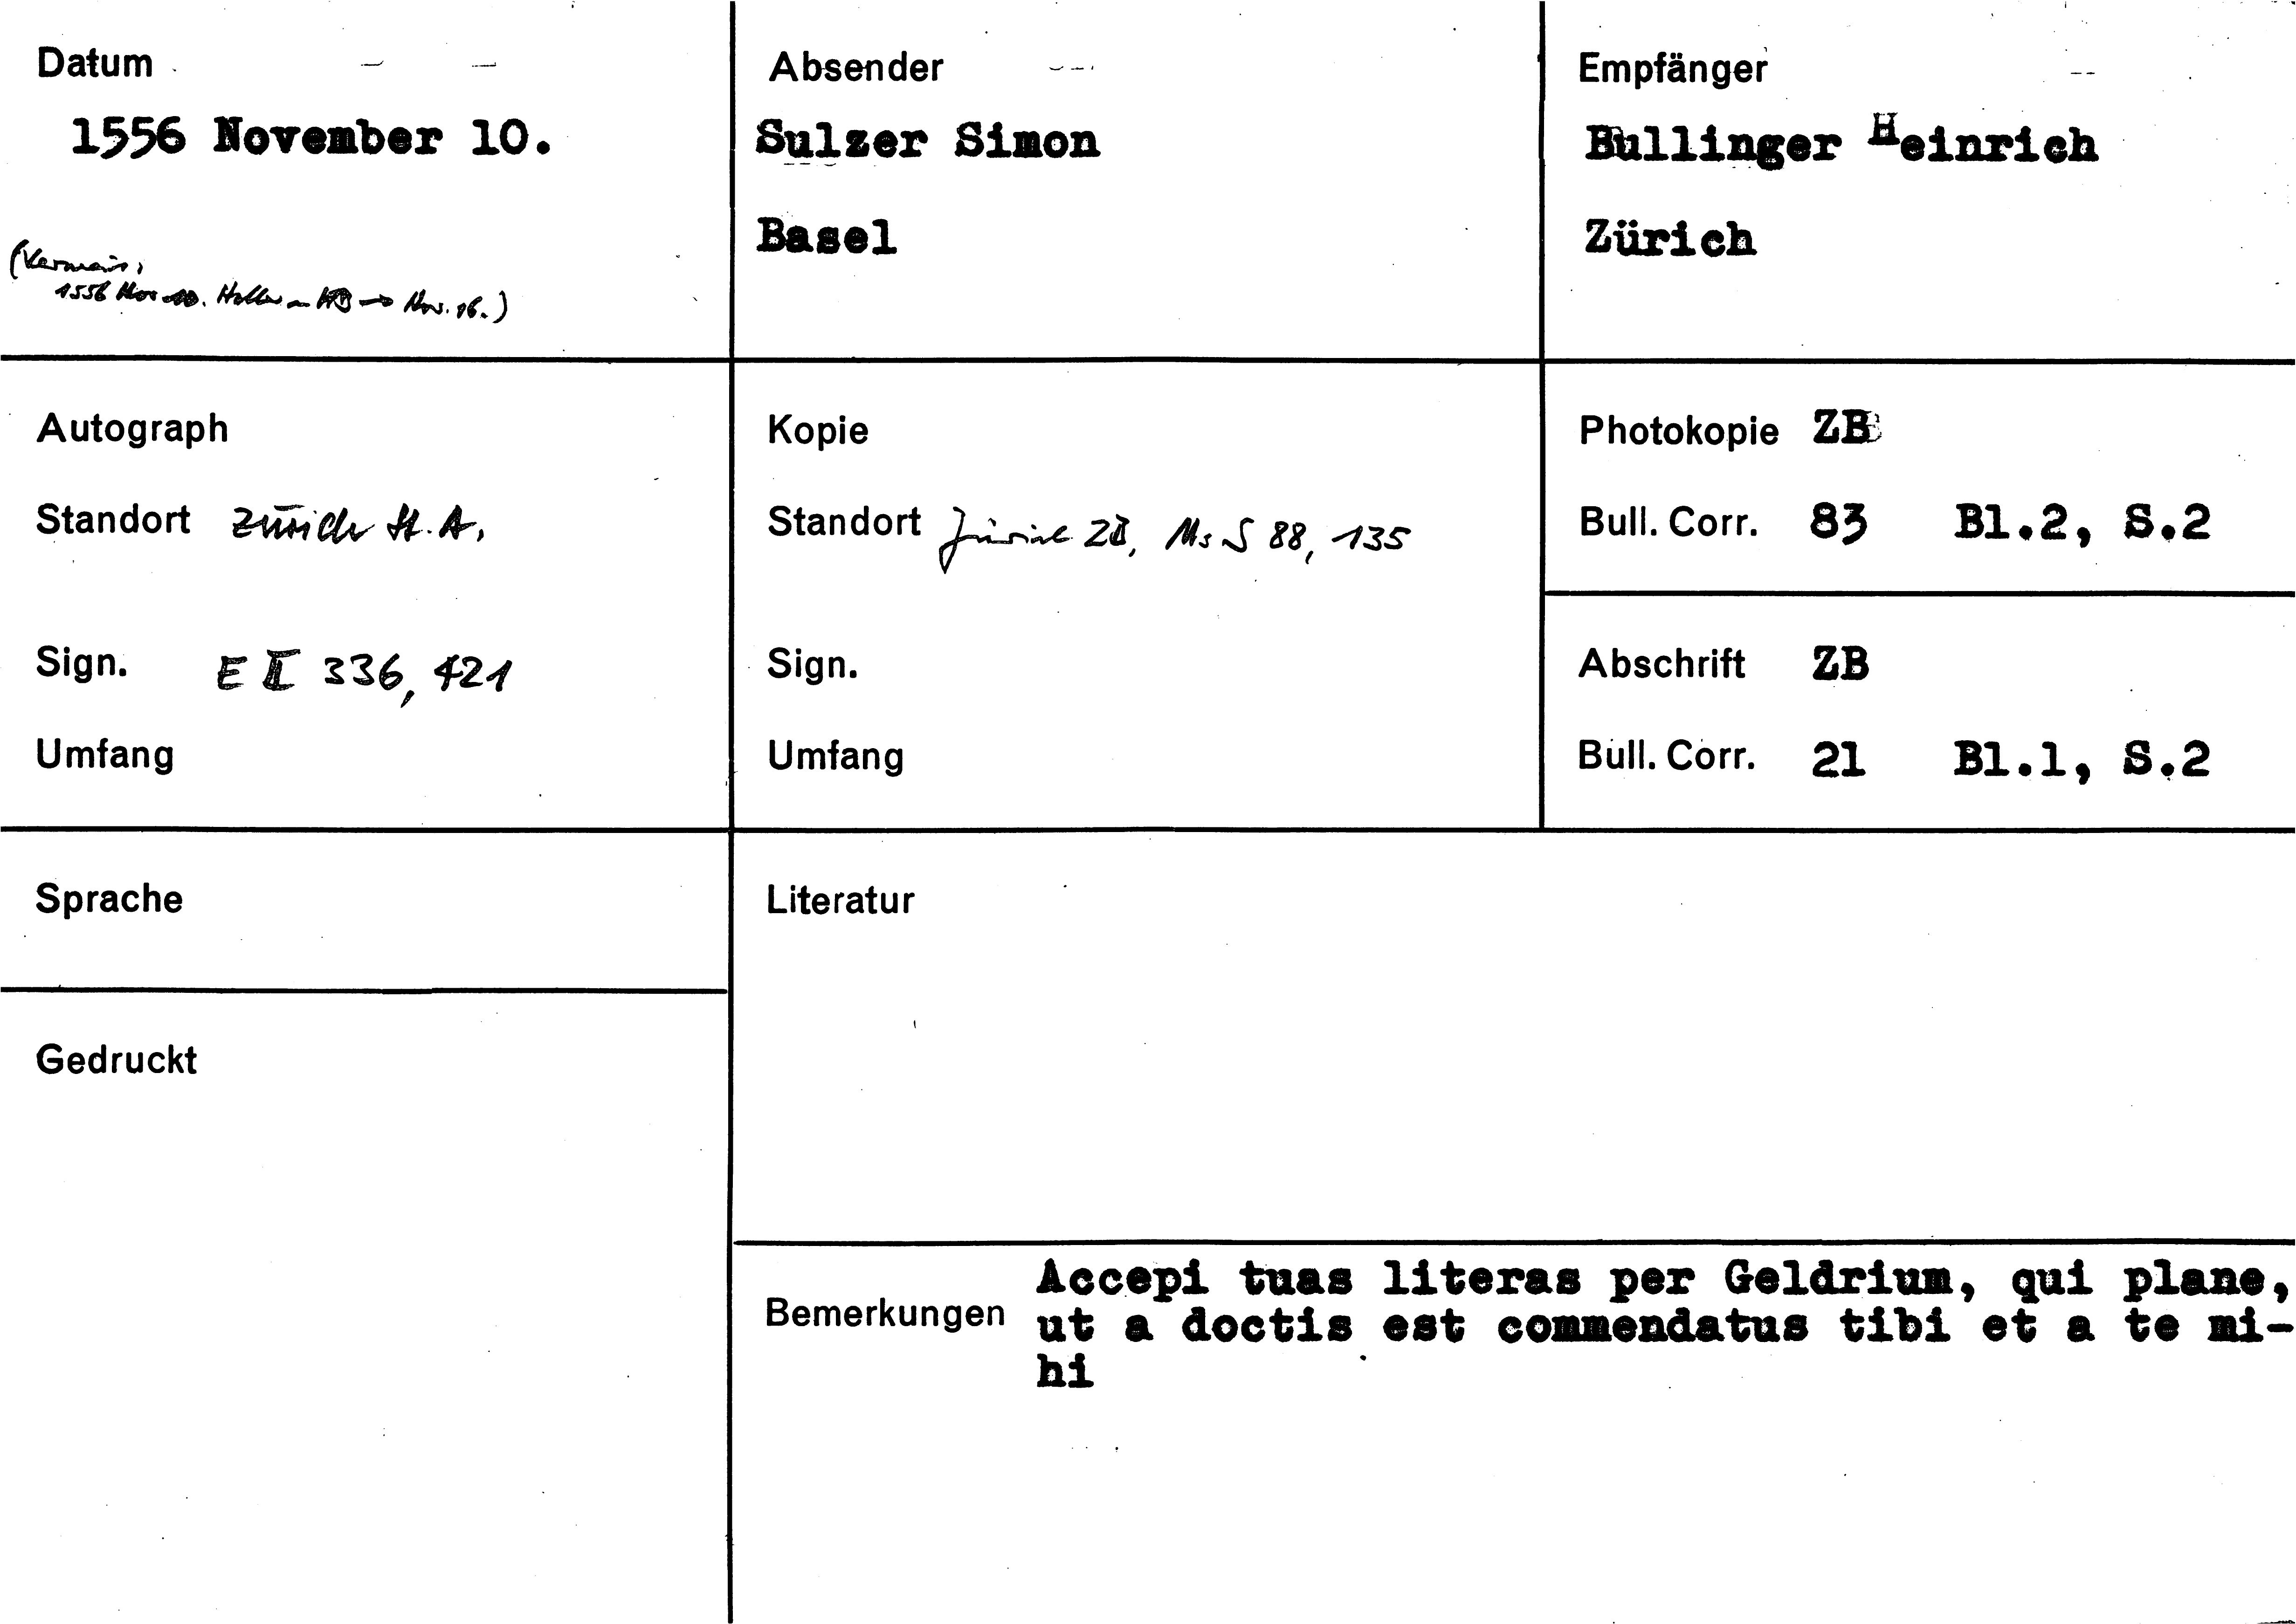 Datum
1556 November 10.
1556 Nov. 10. Haller an HB → Nov. 16.)
Absender
Sulzer Simon
Basel
Empfänger
Bullinger Heinrich
Zürich
Autograph
Standort Zürich St. A.
Sign. E II 336, 421
Umfang
Kopie
Standort Zürich ZB, Ms S 88, 135
Sign.
Umfang
Photokopie ZB
Bull. Corr. 83 Bl.2, S.2
Abschrift ZB
Bull. Corr. 21 Bl.1, S.2
Sprache
Gedruckt
Literatur
Bemerkungen
Accepi tuas literas per Geldrium, qui plane,
ut a doctis est commendatus tibi et a te mi-
hi